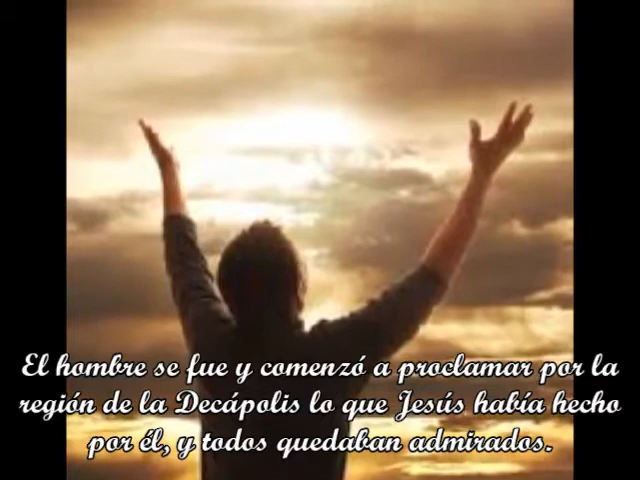 El hombre se fue y comenzó a proclamar por la
región de la Decápolis lo que Jesús había hecho
por él, y todos quedaban admirados.